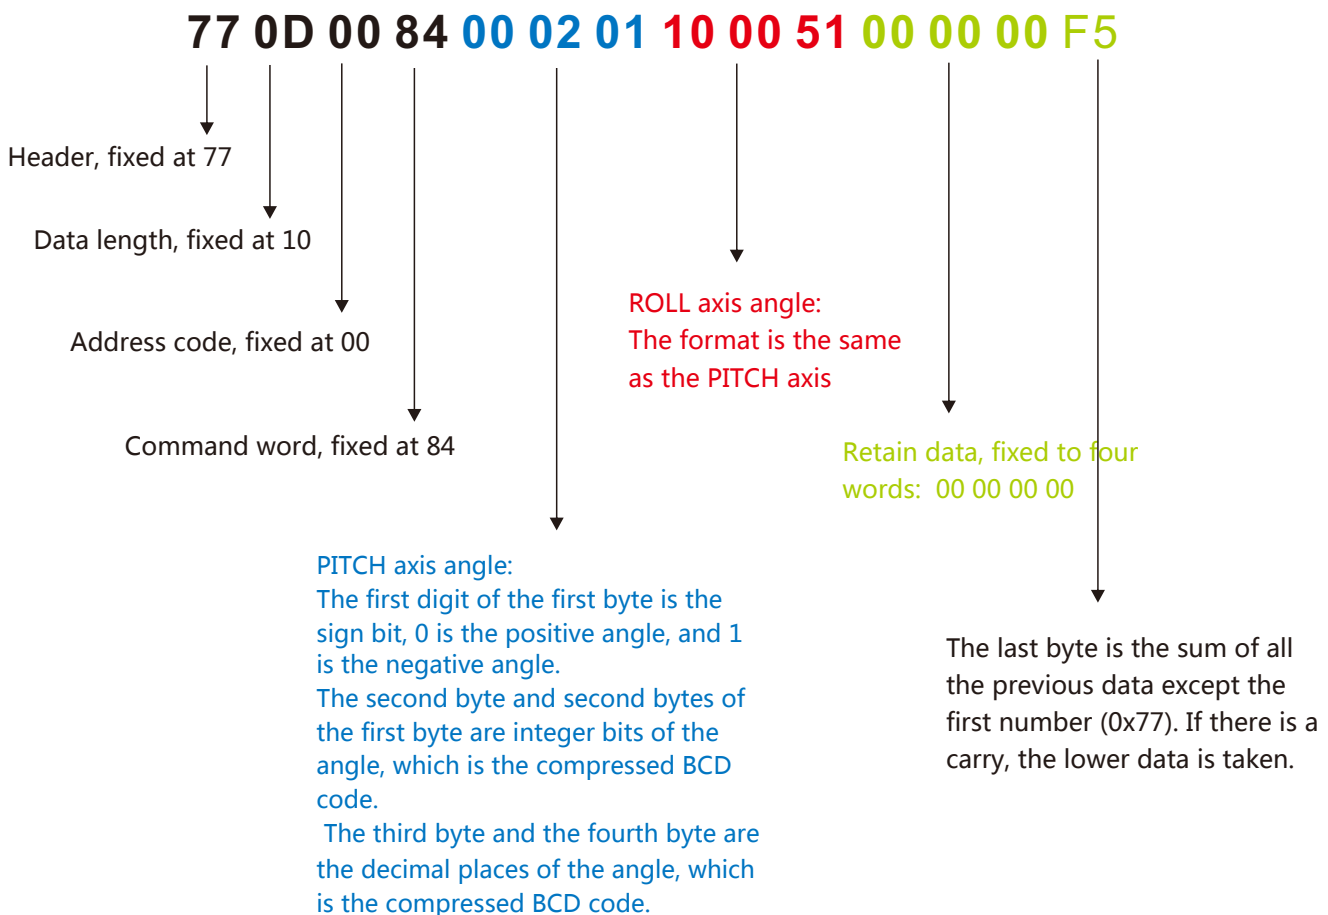 77 0D 00 84 00 02 01 10 00 51 00 00 00 F5
Header, fixed at 77
Data length, fixed at 10
Address code, fixed at 00
Command word, fixed at 84
ROLL axis angle:
The format is the same
as the PITCH axis
Retain data, fixed to four
words: 00 00 00 00
PITCH axis angle:
The first digit of the first byte is the
sign bit, 0 is the positive angle, and 1
is the negative angle.
The second byte and second bytes of
the first byte are integer bits of the
angle, which is the compressed BCD
code.
The third byte and the fourth byte are
the decimal places of the angle, which
is the compressed BCD code.
The last byte is the sum of all
the previous data except the
first number (0x77). If there is a
carry, the lower data is taken.